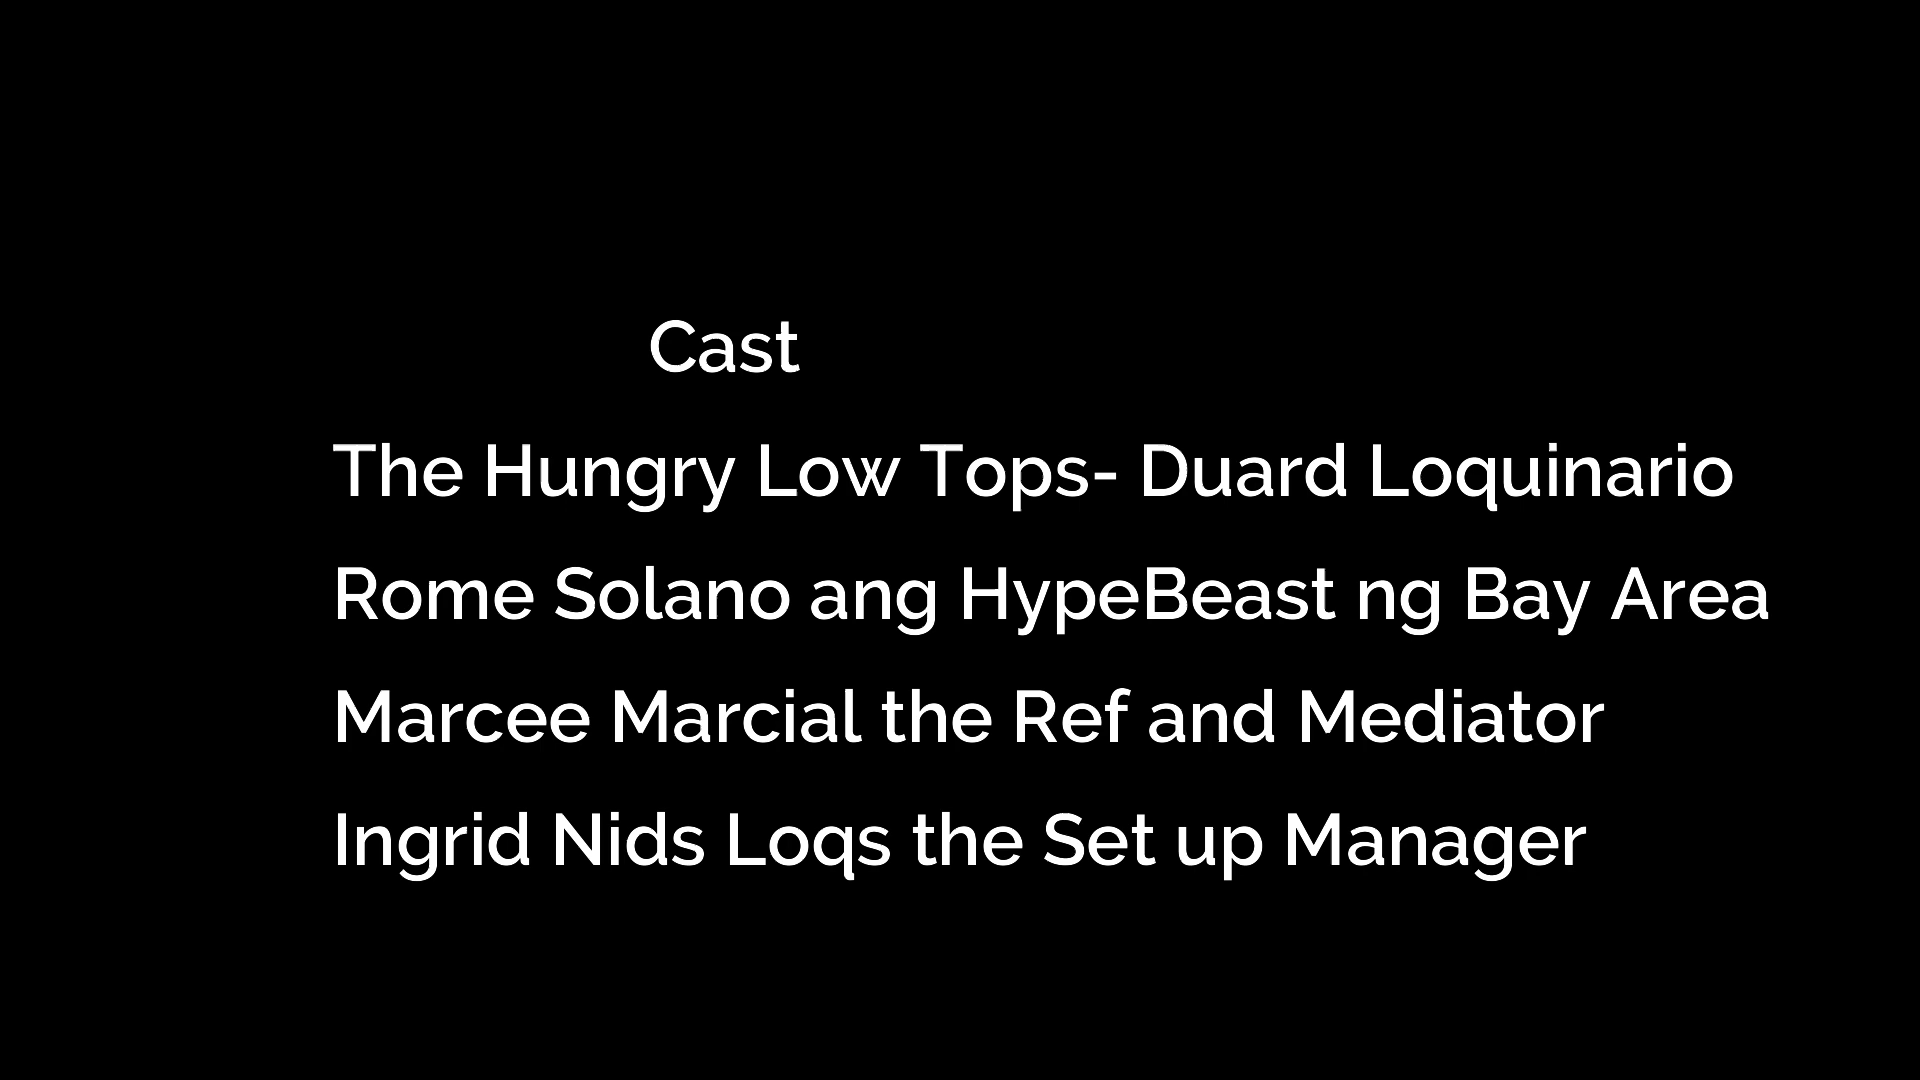 Cast
The Hungry Low Tops- Duard Loquinario
Rome Solano ang HypeBeast ng Bay Area
Marcee Marcial the Ref and Mediator
Ingrid Nids Loqs the Set up Manager